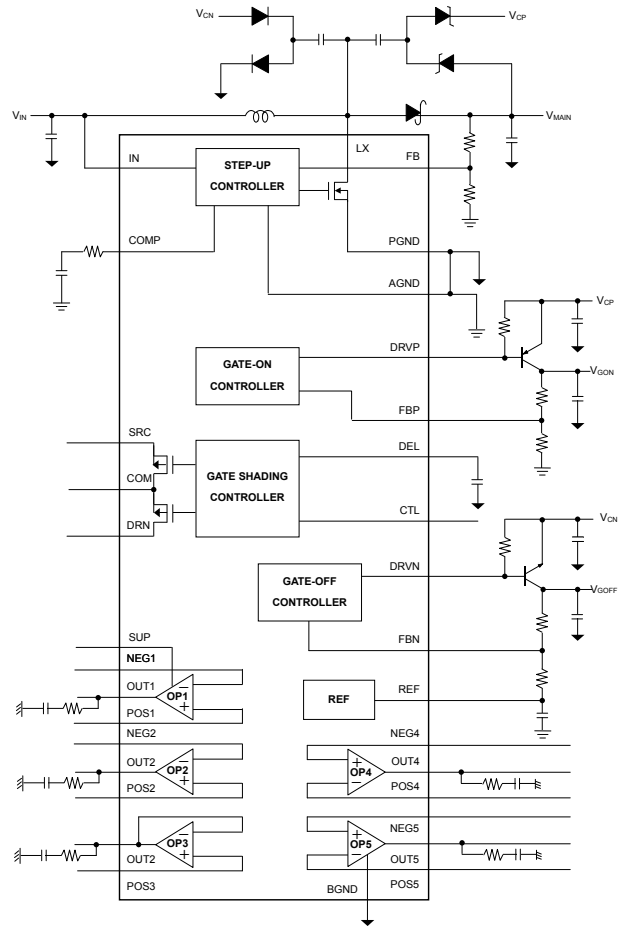 VCN
VCP
VIN
VMAIN
LX
IN
FB
STEP-UP
CONTROLLER
COMP
PGND
AGND
VCP
DRVP
GATE-ON
CONTROLLER
VGON
FBP
SRC
DEL
COM
GATE SHADING
CONTROLLER
CTL
DRN
VCN
DRVN
GATE-OFF
CONTROLLER
VGOFF
FBN
SUP
NEG1
OUT1
OP1
REF
REF
POS1
NEG2
NEG4
OUT2
OP2
OP4
OUT4
POS2
POS4
NEG5
OP3
OP5
OUT2
OUT5
POS3
BGND
POS5
− + − + − + + − + −